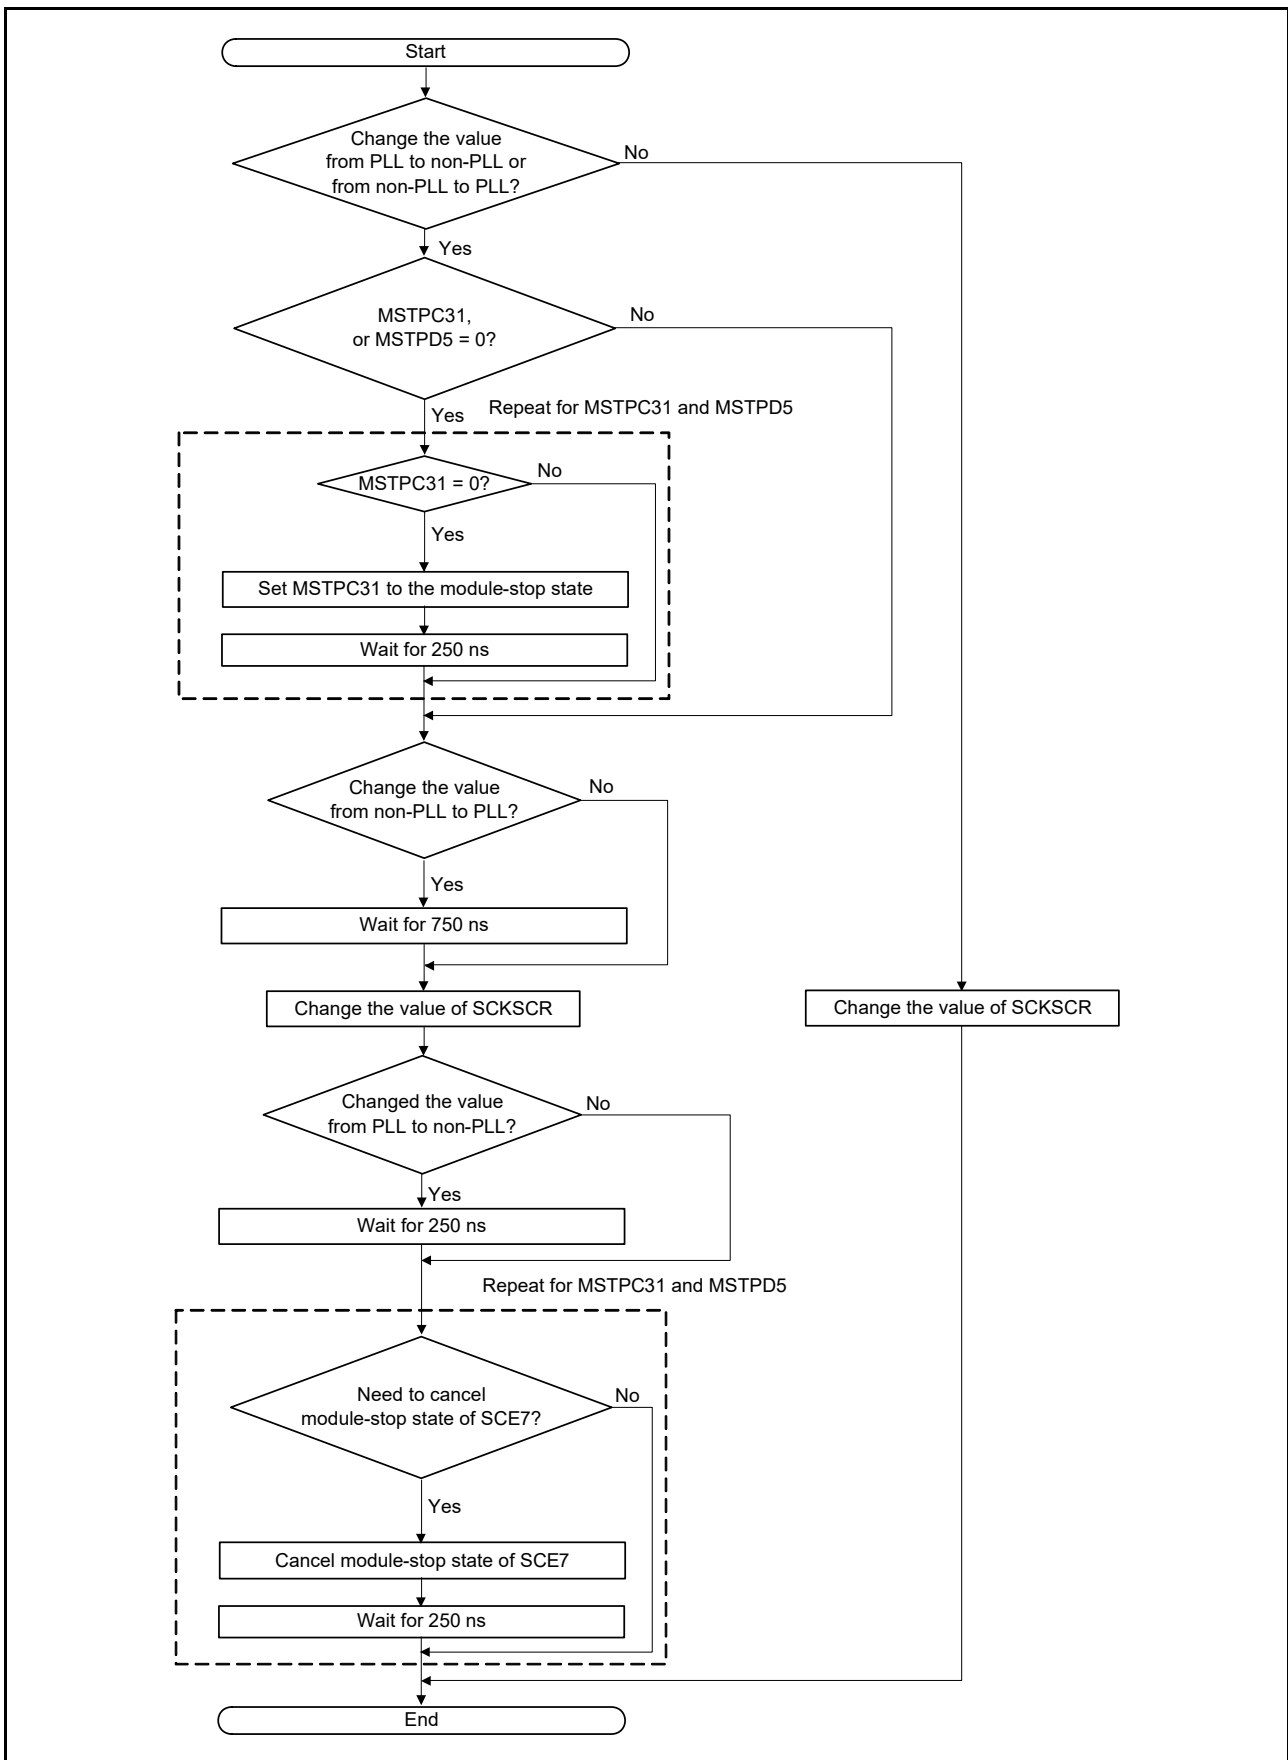 Start
Change the value
from PLL to non-PLL or
from non-PLL to PLL?
No
Yes
MSTPC31,
or MSTPD5 = 0?
No
Yes
Repeat for MSTPC31 and MSTPD5
MSTPC31 = 0?
No
Yes
Set MSTPC31 to the module-stop state
Wait for 250 ns
Change the value
from non-PLL to PLL?
No
Yes
Wait for 750 ns
Change the value of SCKSCR
Change the value of SCKSCR
Changed the value
from PLL to non-PLL?
No
Yes
Wait for 250 ns
Repeat for MSTPC31 and MSTPD5
Need to cancel
module-stop state of SCE7?
No
Yes
Cancel module-stop state of SCE7
Wait for 250 ns
End